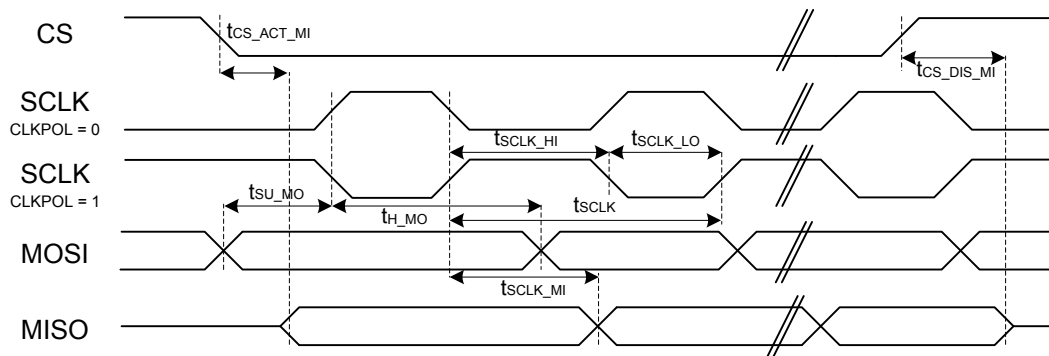 CS
tCS_ACT_MI
tCS_DIS_MI
SCLK
CLKPOL = 0
tSCLK_HI
tSCLK_LO
SCLK
CLKPOL = 1
tSU_MO
tH_MO
tSCLK
MOSI
tSCLK_MI
MISO